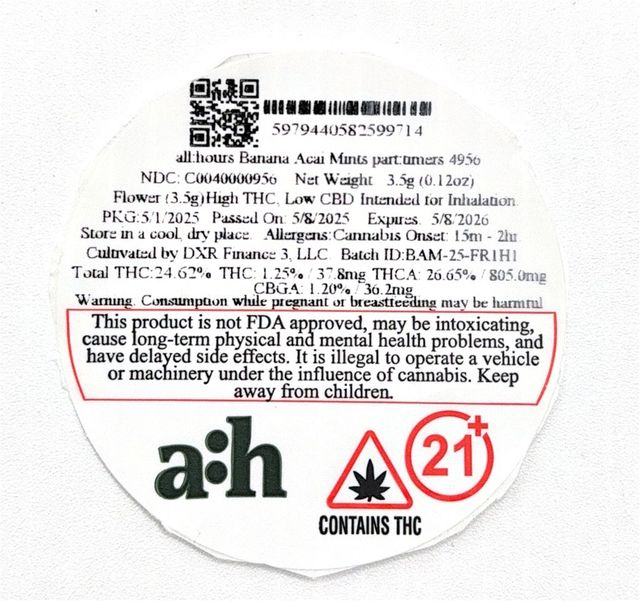 5979440582599714
all:hours Banana Acai Mints part:timers 4956
NDC: C0040000956 Net Weight 3.5g (0.12oz)
Flower (3.5g)High THC, Low CBD Intended for Inhalation.
PKG:5/1/2025 Passed On: 5/8/2025 Expires: 5/8/2026
Store in a cool, dry place. Allergens:Cannabis Onset: 15m - 2hr
Cultivated by DXR Finance 3, LLC Batch ID:BAM-25-FR1H1
Total THC:24.62% THC: 1.25% / 37.8mg THCA: 26.65% / 805.0mg
CBGA: 1.20% / 36.2mg
Warning. Consumption while pregnant or breastfeeding may be harmful
This product is not FDA approved, may be intoxicating,
cause long-term physical and mental health problems, and
have delayed side effects. It is illegal to operate a vehicle
or machinery under the influence of cannabis. Keep
away from children.
a:h
21+
CONTAINS THC